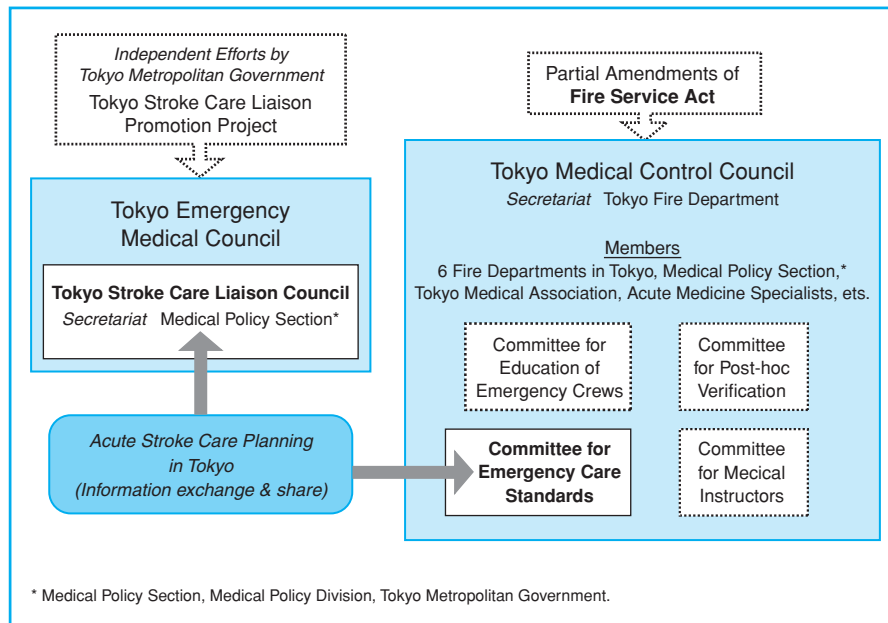 Independent Efforts by
Tokyo Metropolitan Government
Tokyo Stroke Care Liaison
Promotion Project
Tokyo Emergency
Medical Council
Tokyo Stroke Care Liaison Council
Secretariat Medical Policy Section*
Acute Stroke Care Planning
in Tokyo
(Information exchange & share)
Partial Amendments of
Fire Service Act
Tokyo Medical Control Council
Secretariat Tokyo Fire Department
Members
6 Fire Departments in Tokyo, Medical Policy Section,*
Tokyo Medical Association, Acute Medicine Specialists, ets.
Committee for
Education of
Emergency Crews
Committee
for Post-hoc
Verification
Committee for
Emergency Care
Standards
Committee
for Mecical
Instructors
* Medical Policy Section, Medical Policy Division, Tokyo Metropolitan Government.